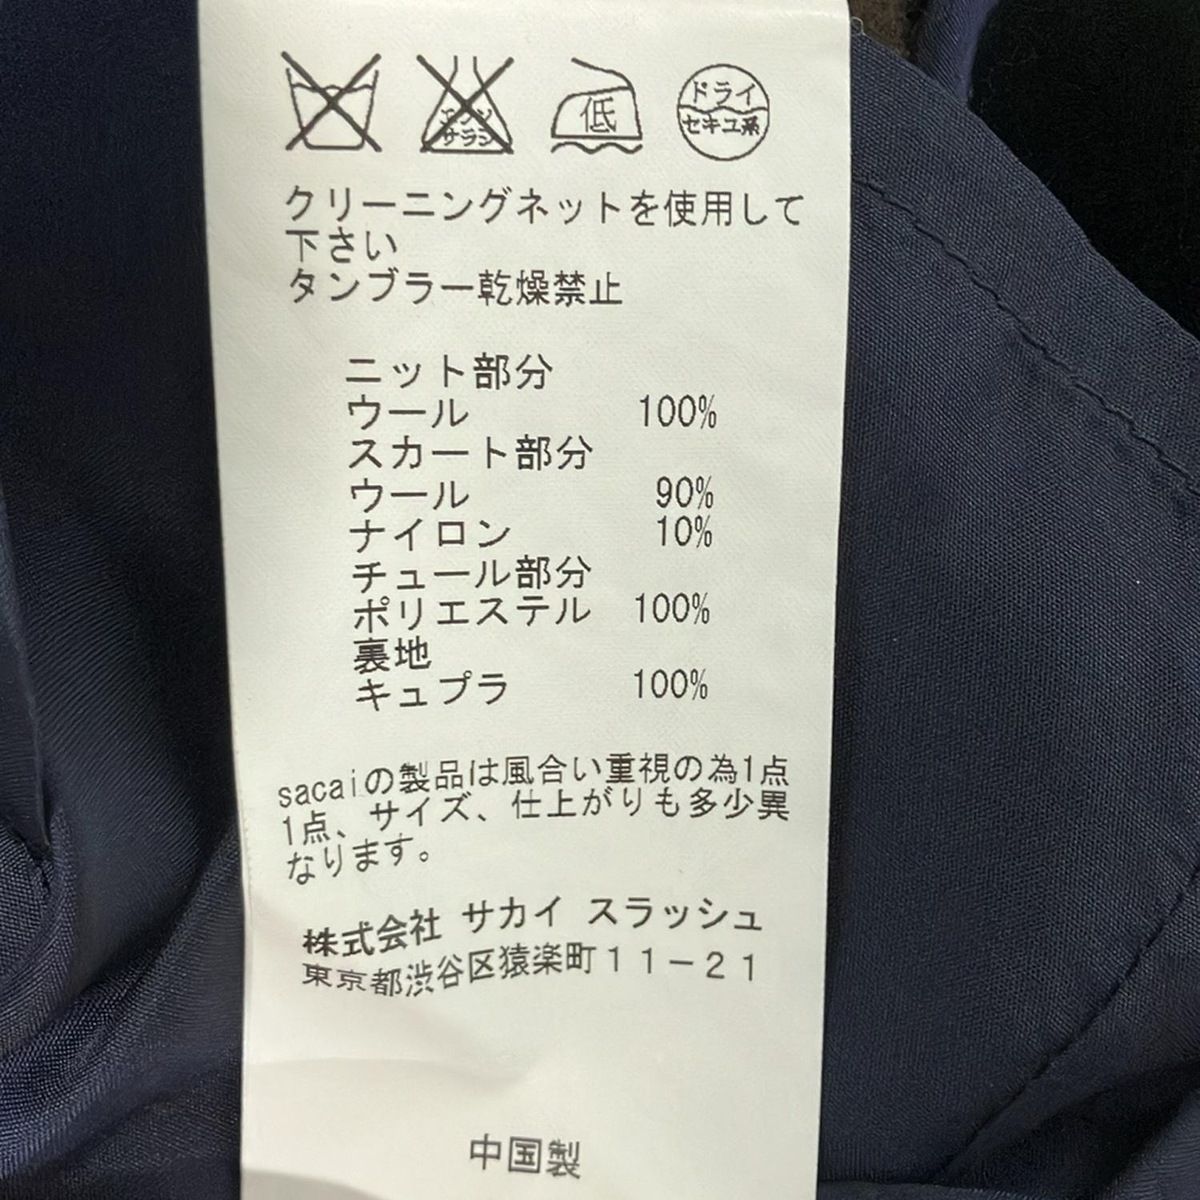 エンソ
サラシ
低
ドライ
セキユ系
クリーニングネットを使用して
下さい
タンブラー乾燥禁止
ニット部分
ウール 100%
スカート部分
ウール 90%
ナイロン 10%
チュール部分
ポリエステル 100%
裏地
キュプラ 100%
sacaiの製品は風合い重視の為1点
1点、サイズ、仕上がりも多少異
なります。
株式会社 サカイ スラッシュ
東京都渋谷区猿楽町11-21
中国製